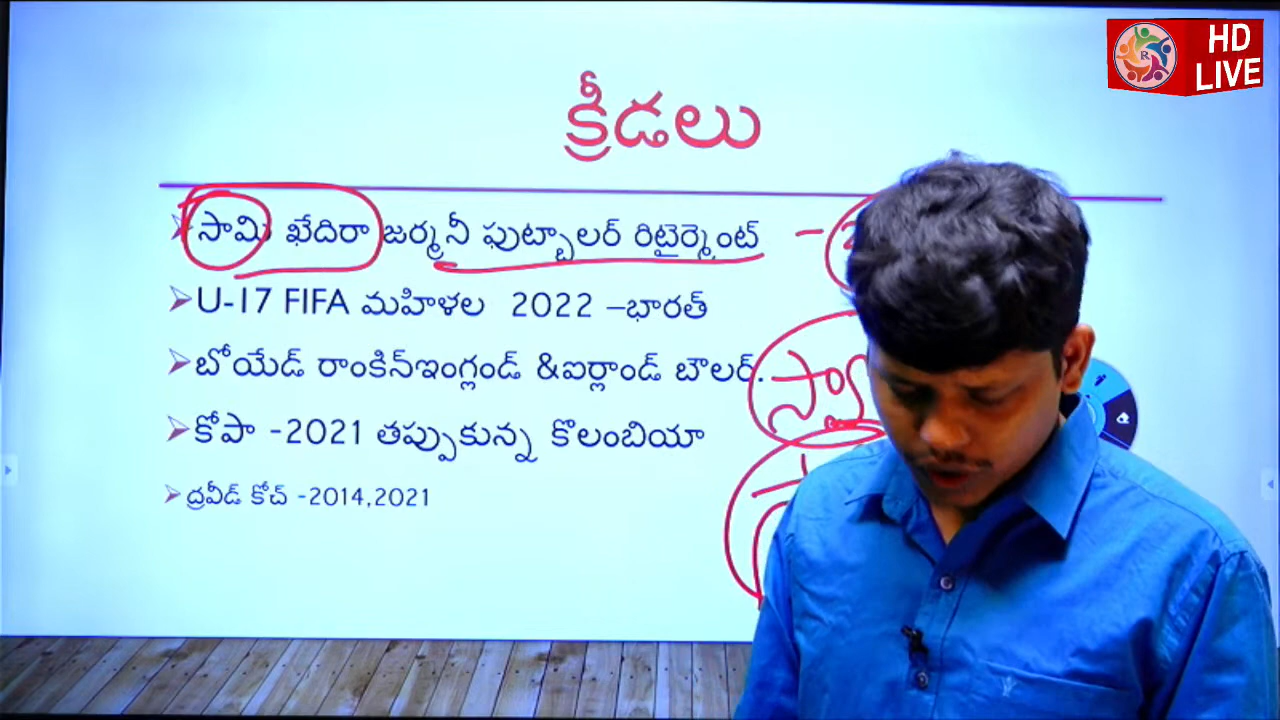 HD
LIVE
R
క్రీడలు
సామి ఖేదిరా జర్మనీ ఫుట్బాలర్ రిటైర్మెంట్ –
U-17 FIFA మహిళల 2022 –భారత్
బోయేడ్ రాంకిన్ఇంగ్లండ్ &ఐర్లాండ్ బౌలర్.
కోపా -2021 తప్పుకున్న కొలంబియా
ద్రవీడ్ కోచ్ -2014,2021